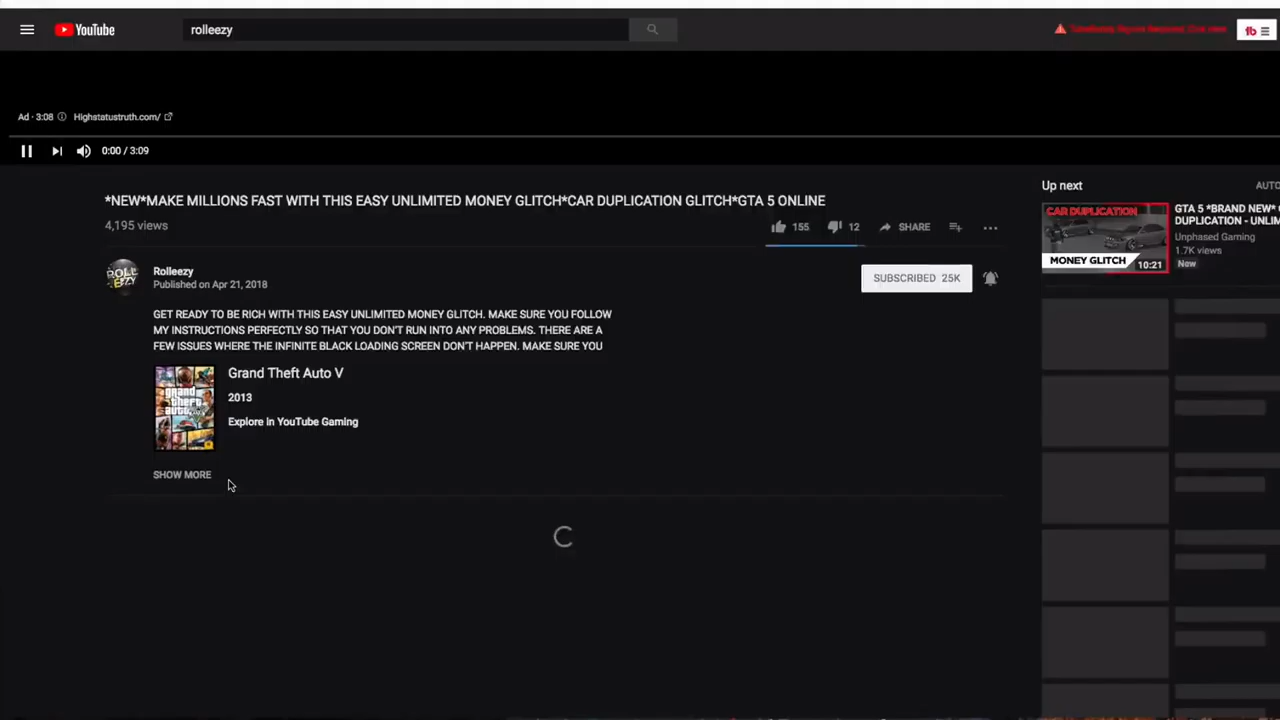 YouTube
rolleezy
Ad · 3:08
Highstatustruth.com/
0:00 / 3:09
*NEW*MAKE MILLIONS FAST WITH THIS EASY UNLIMITED MONEY GLITCH*CAR DUPLICATION GLITCH*GTA 5 ONLINE
4,195 views
155
12
SHARE
Rolleezy
Published on Apr 21, 2018
SUBSCRIBED 25K
GET READY TO BE RICH WITH THIS EASY UNLIMITED MONEY GLITCH. MAKE SURE YOU FOLLOW
MY INSTRUCTIONS PERFECTLY SO THAT YOU DON'T RUN INTO ANY PROBLEMS. THERE ARE A
FEW ISSUES WHERE THE INFINITE BLACK LOADING SCREEN DON'T HAPPEN. MAKE SURE YOU
grand
theft
auto
Grand Theft Auto V
2013
Explore in YouTube Gaming
SHOW MORE
Up next
AUTO
CAR DUPLICATION
MONEY GLITCH
10:21
GTA 5 *BRAND NEW*
DUPLICATION - UNLIM
Unphased Gaming
1.7K views
New